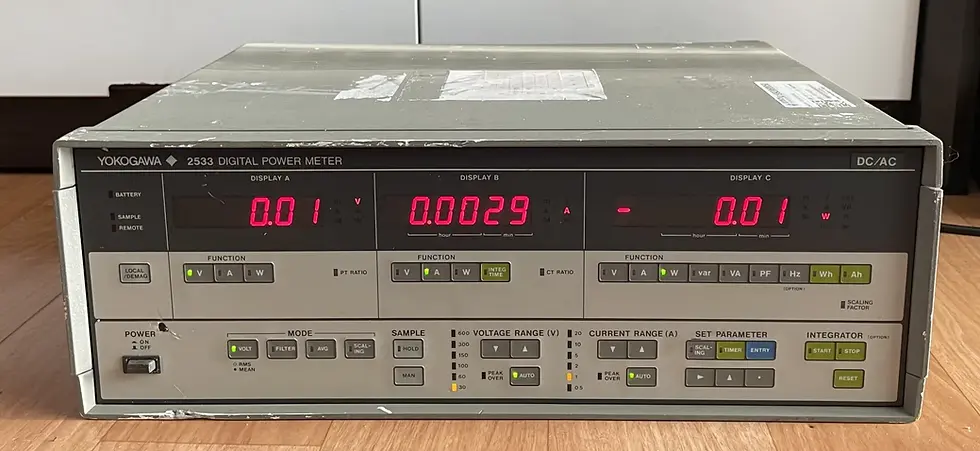 YOKOGAWA ◆ 2533 DIGITAL POWER METER
DC/AC
DISPLAY A
DISPLAY B
DISPLAY C
BATTERY
SAMPLE
REMOTE
0.01 V
0.0029 A
hour min
- 0.01 W
hour min
FUNCTION
FUNCTION
FUNCTION
LOCAL
/DEMAG
V A W
PT RATIO
V A W INTEG TIME
CT RATIO
V A W var VA PF Hz Wh Ah
(OPTION)
SCALING
FACTOR
POWER
ON
OFF
MODE
VOLT FILTER AVG SCAL-ING
RMS
MEAN
SAMPLE
HOLD
MAN
VOLTAGE RANGE (V)
600
300
150
100
60
30
PEAK
OVER
AUTO
CURRENT RANGE (A)
20
10
5
2
1
0.5
PEAK
OVER
AUTO
SET PARAMETER
SCAL-ING TIMER ENTRY
INTEGRATOR (OPTION)
START STOP
RESET